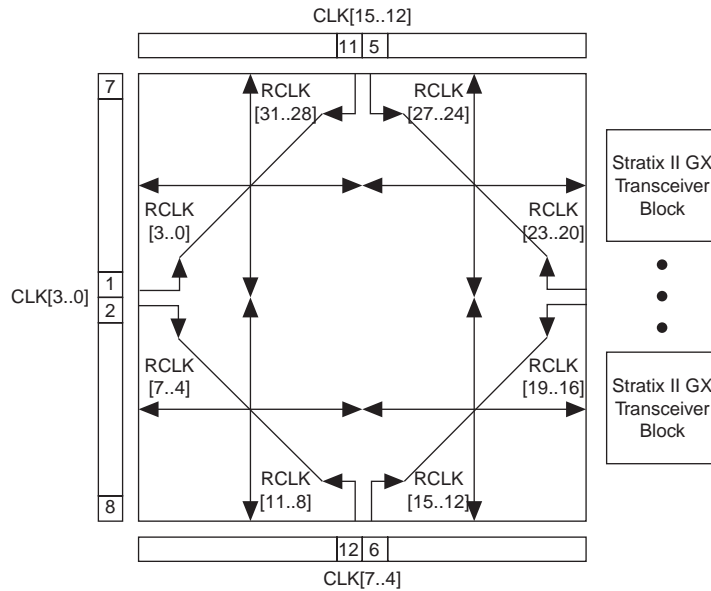 CLK[15..12]
11 5
7
RCLK
[31..28]
RCLK
[27..24]
Stratix II GX
Transceiver
Block
RCLK
[3..0]
RCLK
[23..20]
1
CLK[3..0]
2
RCLK
[7..4]
RCLK
[19..16]
Stratix II GX
Transceiver
Block
RCLK
[11..8]
RCLK
[15..12]
8
12 6
CLK[7..4]